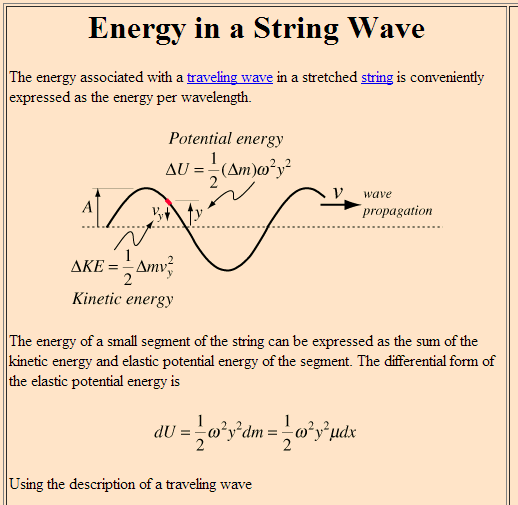 Energy in a String Wave
The energy associated with a traveling wave in a stretched string is conveniently
expressed as the energy per wavelength.
Potential energy
ΔU = 1/2 (Δm)ω²y²
A
v_y
y
v
wave
propagation
ΔKE = 1/2 Δmv_y²
Kinetic energy
The energy of a small segment of the string can be expressed as the sum of the
kinetic energy and elastic potential energy of the segment. The differential form of
the elastic potential energy is
dU = 1/2 ω²y²dm = 1/2 ω²y²μdx
Using the description of a traveling wave